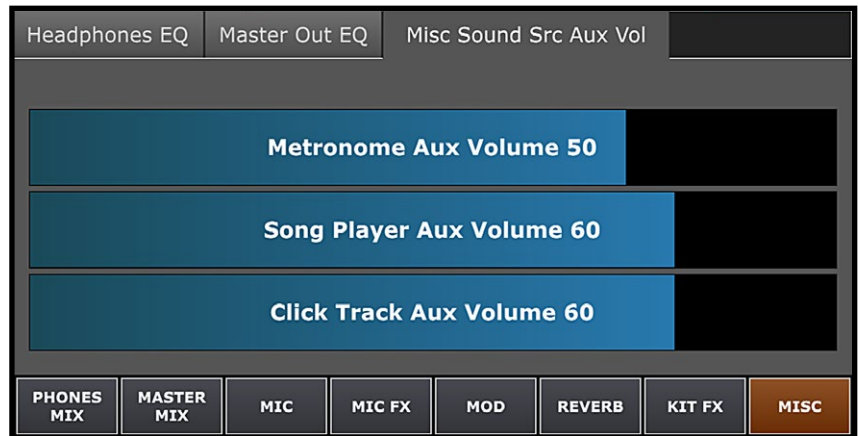 Headphones EQ Master Out EQ Misc Sound Src Aux Vol
Metronome Aux Volume 50
Song Player Aux Volume 60
Click Track Aux Volume 60
PHONES MIX MASTER MIX MIC MIC FX MOD REVERB KIT FX MISC